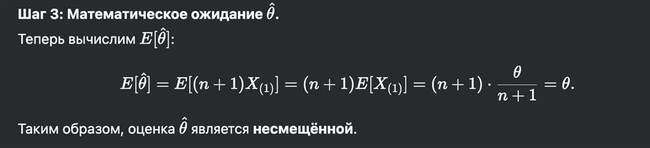 Шаг 3: Математическое ожидание θ̂.
Теперь вычислим E[θ̂]:
E[θ̂] = E[(n + 1)X₍₁₎] = (n + 1)E[X₍₁₎] = (n + 1) · θ/(n + 1) = θ.
Таким образом, оценка θ̂ является несмещённой.